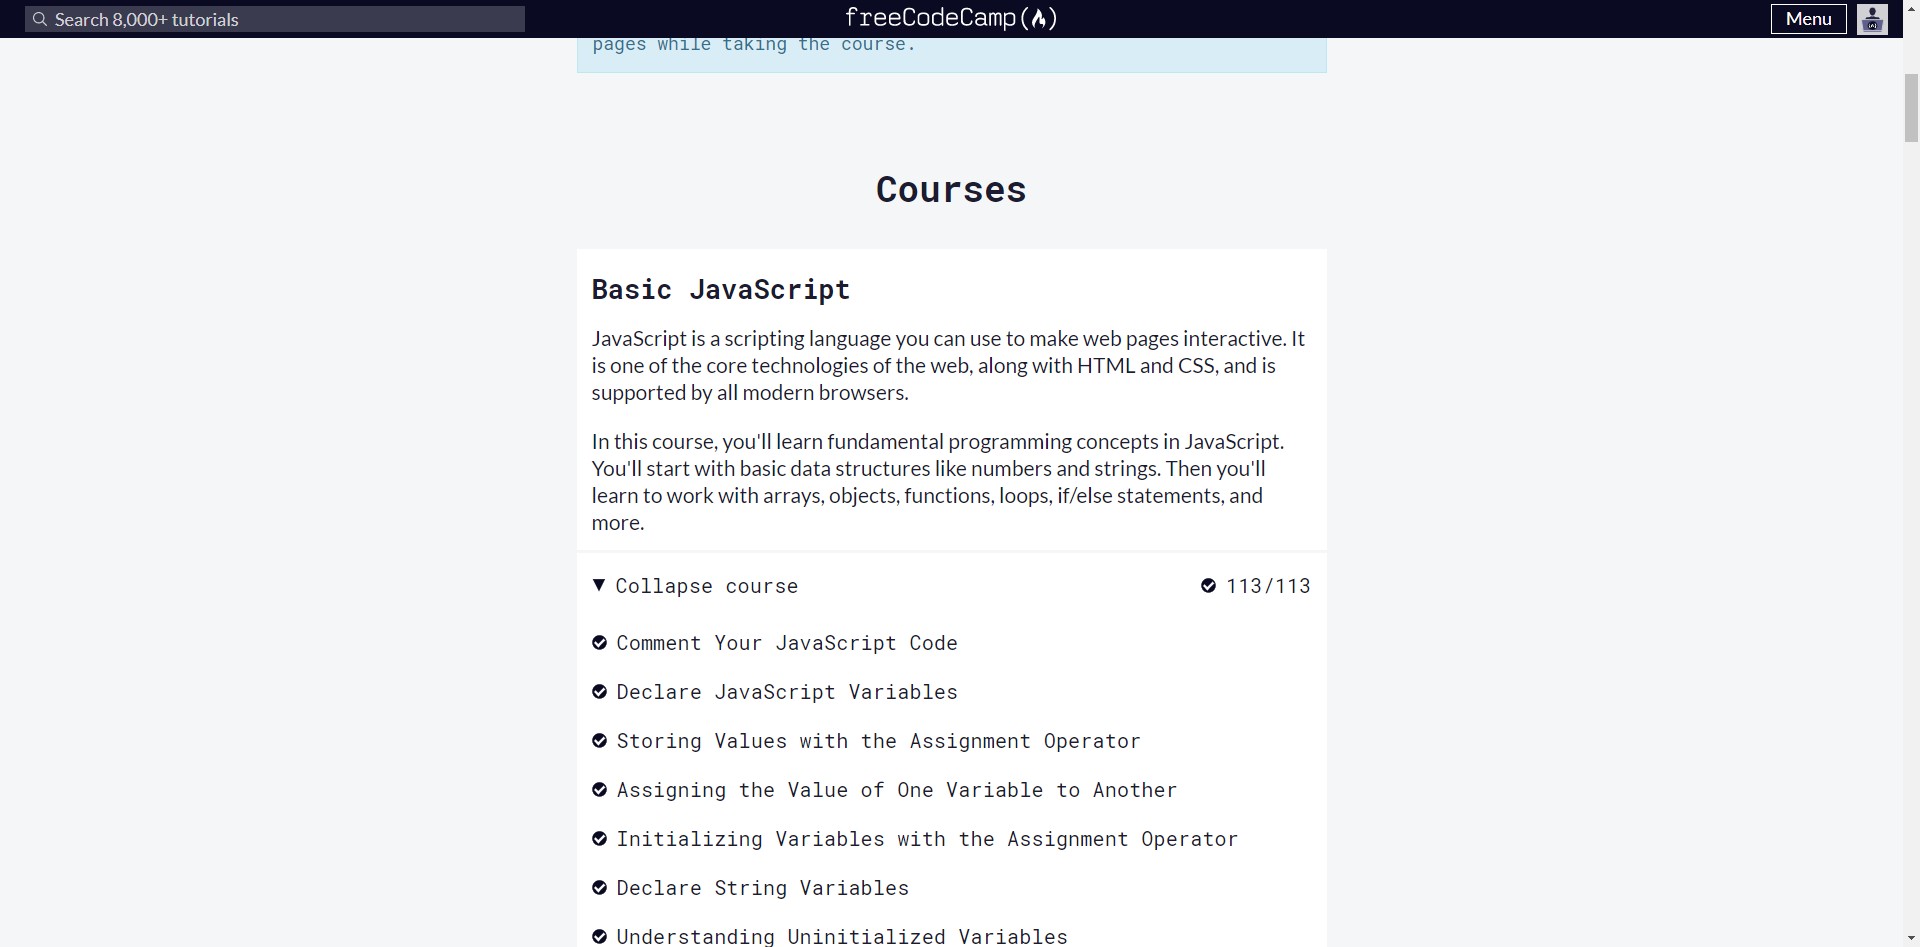 Search 8,000+ tutorials
freeCodeCamp
Menu
pages while taking the course.
Courses
Basic JavaScript
JavaScript is a scripting language you can use to make web pages interactive. It
is one of the core technologies of the web, along with HTML and CSS, and is
supported by all modern browsers.
In this course, you'll learn fundamental programming concepts in JavaScript.
You'll start with basic data structures like numbers and strings. Then you'll
learn to work with arrays, objects, functions, loops, if/else statements, and
more.
Collapse course
113/113
Comment Your JavaScript Code
Declare JavaScript Variables
Storing Values with the Assignment Operator
Assigning the Value of One Variable to Another
Initializing Variables with the Assignment Operator
Declare String Variables
Understanding Uninitialized Variables